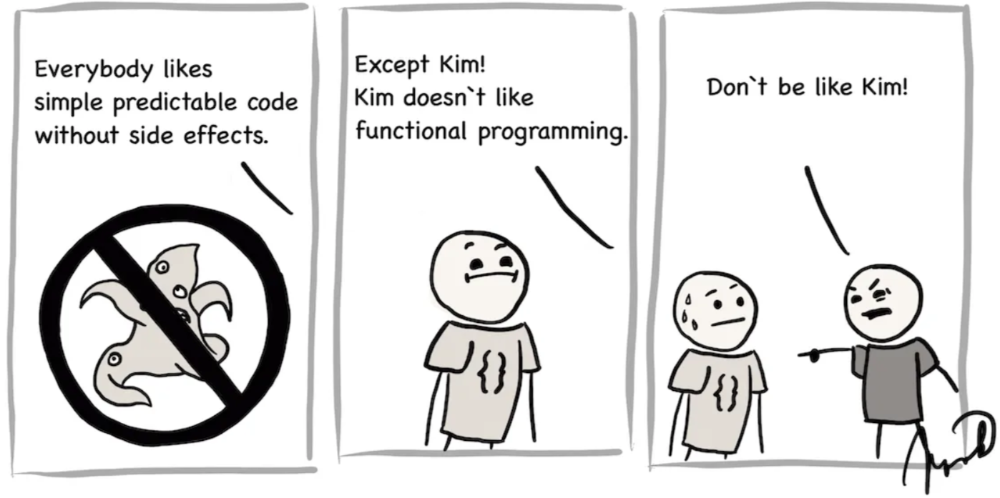 Everybody likes
simple predictable code
without side effects.
Except Kim!
Kim doesn`t like
functional programming.
{}
Don`t be like Kim!
{}